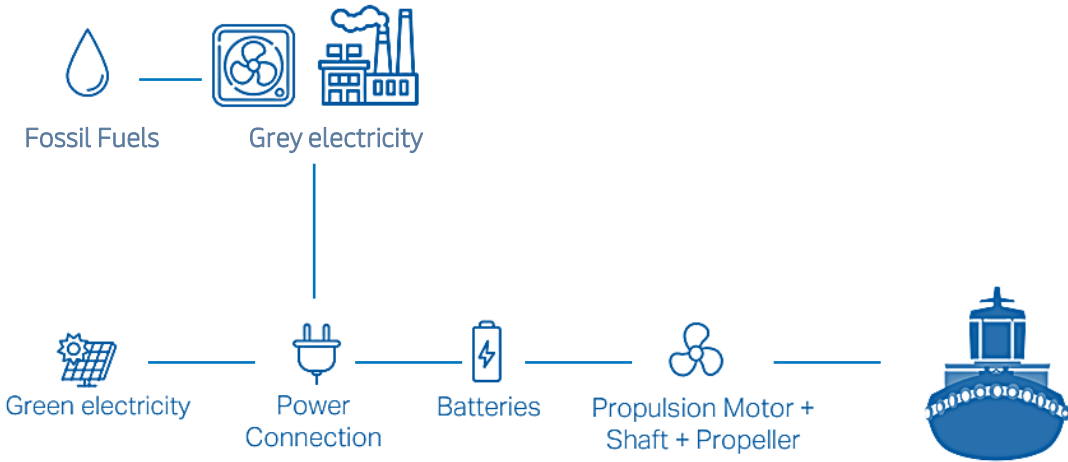 Fossil Fuels
Grey electricity
Green electricity
Power
Connection
Batteries
Propulsion Motor +
Shaft + Propeller